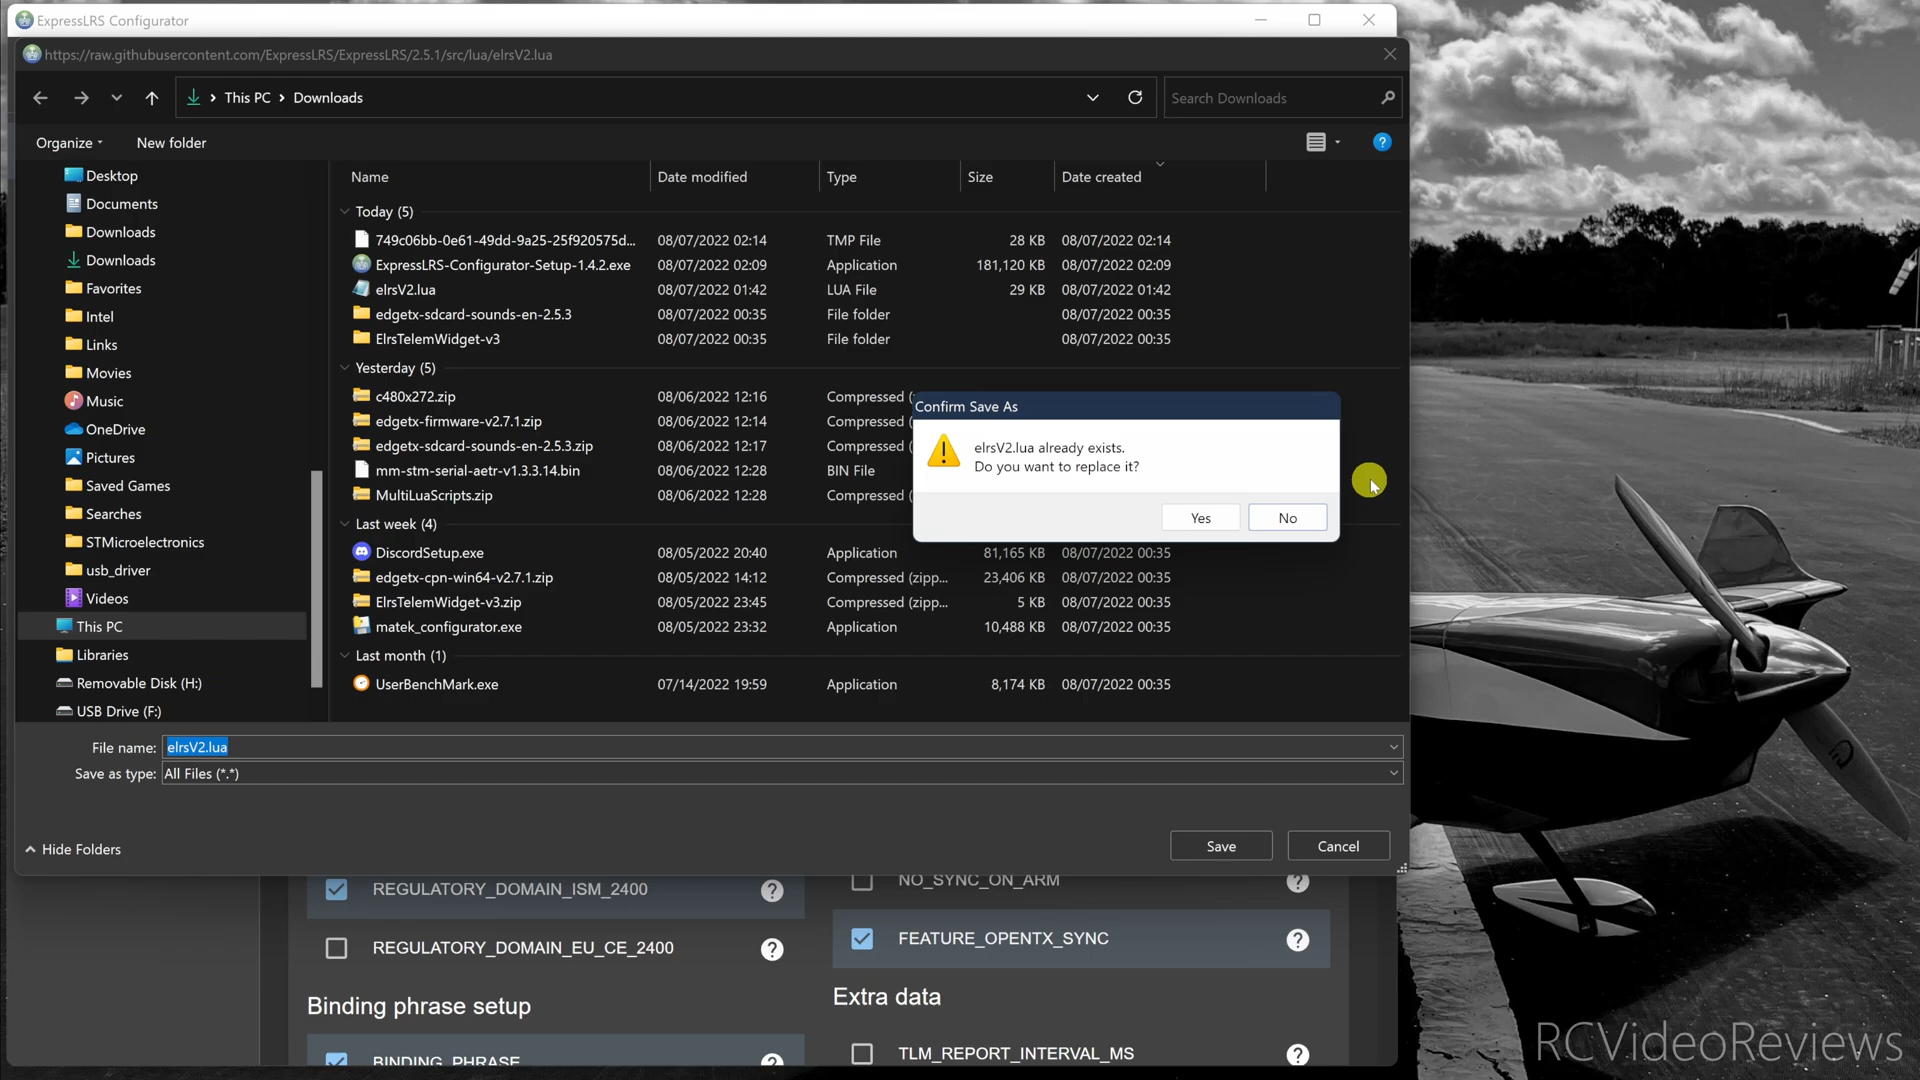 ExpressLRS Configurator
https://raw.githubusercontent.com/ExpressLRS/ExpressLRS/2.5.1/src/lua/elrsV2.lua
This PC > Downloads
Search Downloads
Organize
New folder
?
Name Date modified Type Size Date created
Desktop
Documents
Downloads
Downloads
Favorites
Intel
Links
Movies
Music
OneDrive
Pictures
Saved Games
Searches
STMicroelectronics
usb_driver
Videos
This PC
Libraries
Removable Disk (H:)
USB Drive (F:)
Today (5)
749c06bb-0e61-49dd-9a25-25f920575d... 08/07/2022 02:14 TMP File 28 KB 08/07/2022 02:14
ExpressLRS-Configurator-Setup-1.4.2.exe 08/07/2022 02:09 Application 181,120 KB 08/07/2022 02:09
elrsV2.lua 08/07/2022 01:42 LUA File 29 KB 08/07/2022 01:42
edgetx-sdcard-sounds-en-2.5.3 08/07/2022 00:35 File folder 08/07/2022 00:35
ElrsTelemWidget-v3 08/07/2022 00:35 File folder 08/07/2022 00:35
Yesterday (5)
c480x272.zip 08/06/2022 12:16 Compressed (
edgetx-firmware-v2.7.1.zip 08/06/2022 12:14 Compressed (
edgetx-sdcard-sounds-en-2.5.3.zip 08/06/2022 12:17 Compressed (
mm-stm-serial-aetr-v1.3.3.14.bin 08/06/2022 12:28 BIN File
MultiLuaScripts.zip 08/06/2022 12:28 Compressed (
Last week (4)
DiscordSetup.exe 08/05/2022 20:40 Application 81,165 KB 08/07/2022 00:35
edgetx-cpn-win64-v2.7.1.zip 08/05/2022 14:12 Compressed (zipp... 23,406 KB 08/07/2022 00:35
ElrsTelemWidget-v3.zip 08/05/2022 23:45 Compressed (zipp... 5 KB 08/07/2022 00:35
matek_configurator.exe 08/05/2022 23:32 Application 10,488 KB 08/07/2022 00:35
Last month (1)
UserBenchMark.exe 07/14/2022 19:59 Application 8,174 KB 08/07/2022 00:35
Confirm Save As
elrsV2.lua already exists.
Do you want to replace it?
Yes No
File name: elrsV2.lua
Save as type: All Files (*.*)
Hide Folders
Save Cancel
REGULATORY_DOMAIN_ISM_2400 ?
REGULATORY_DOMAIN_EU_CE_2400 ?
Binding phrase setup
BINDING_PHRASE ?
NO_SYNC_ON_ARM ?
FEATURE_OPENTX_SYNC ?
Extra data
TLM_REPORT_INTERVAL_MS ?
RCVideoReviews